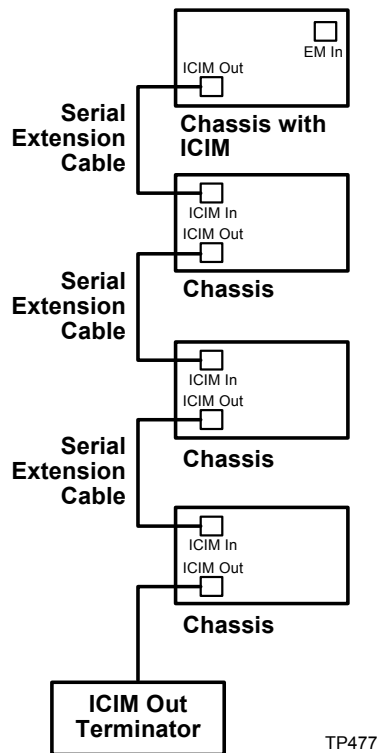 EM In
ICIM Out
Serial
Extension
Cable
Chassis with
ICIM
ICIM In
ICIM Out
Serial
Extension
Cable
Chassis
ICIM In
ICIM Out
Serial
Extension
Cable
Chassis
ICIM In
ICIM Out
Chassis
ICIM Out
Terminator
TP477